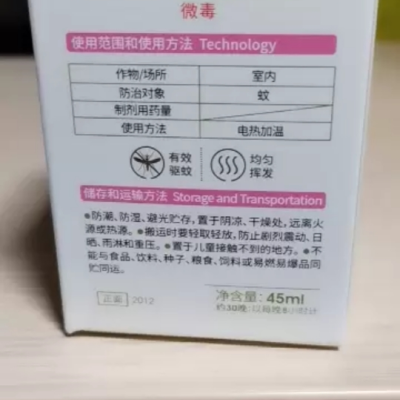 微毒
使用范围和使用方法 Technology
作物/场所 室内
防治对象 蚊
制剂用药量
使用方法 电热加温
有效
驱蚊
均匀
挥发
储存和运输方法 Storage and Transportation
●防潮、防湿、避光贮存，置于阴凉、干燥处，远离火
源或热源。●搬运时要轻取轻放，防止剧烈震动、日
晒、雨淋和重压。●置于儿童接触不到的地方。●不
能与食品、饮料、种子、粮食、饲料或易燃易爆品同
贮同运。
2012
净含量：45ml
约30晚